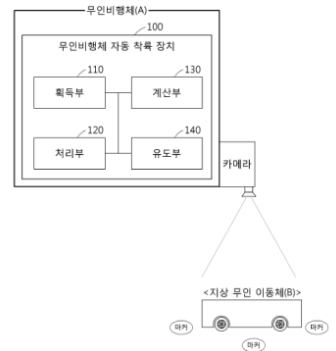 무인비행체(A)
100
무인비행체 자동 착륙 장치
110
130
획득부
계산부
120
140
처리부
유도부
카메라
<지상 무인 이동체(B)>
마커
마커
마커